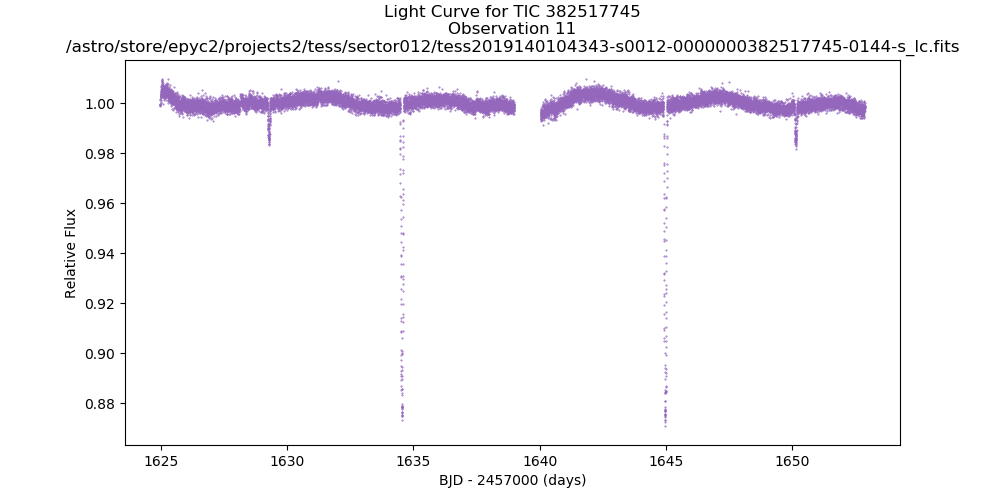 Light Curve for TIC 382517745
Observation 11
/astro/store/epyc2/projects2/tess/sector012/tess2019140104343-s0012-0000000382517745-0144-s_lc.fits
1.00
0.98
0.96
0.94
0.92
0.90
0.88
Relative Flux
1625 1630 1635 1640 1645 1650
BJD - 2457000 (days)